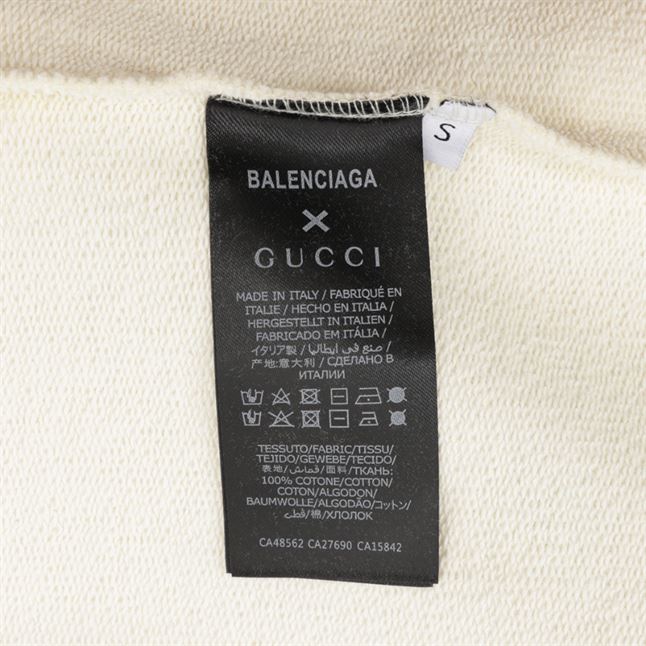 S
BALENCIAGA
X
GUCCI
MADE IN ITALY / FABRIQUÉ EN
ITALIE / HECHO EN ITALIA /
HERGESTELLT IN ITALIEN /
FABRICADO EM ITÁLIA /
イタリア製 / صنع في ايطاليا /
产地:意大利 / СДЕЛАНО В
ИТАЛИИ
TESSUTO/FABRIC/TISSU/
TEJIDO/GEWEBE/TECIDO/
表地/قماش/面料/ТКАНЬ:
100% COTONE/COTTON/
COTON/ALGODON/
BAUMWOLLE/ALGODÃO/コットン/
قطن/棉/ХЛОПОК
CA48562 CA27690 CA15842